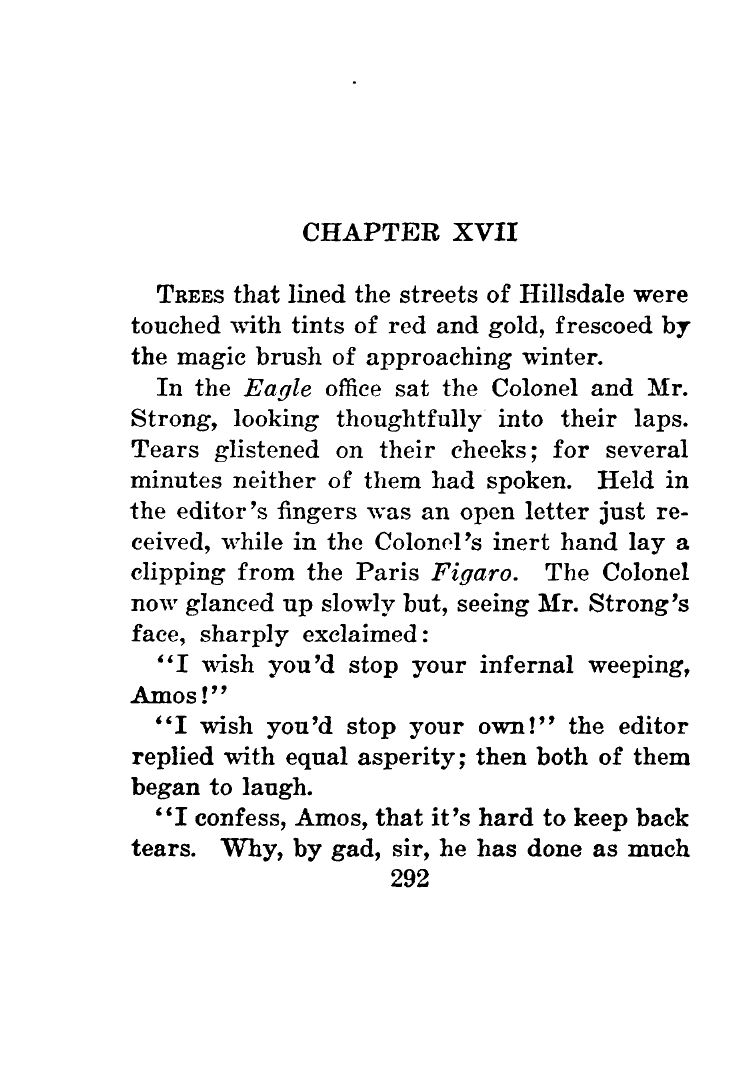 CHAPTER XVII
TREES that lined the streets of Hillsdale were
touched with tints of red and gold, frescoed by
the magic brush of approaching winter.
In the Eagle office sat the Colonel and Mr.
Strong, looking thoughtfully into their laps.
Tears glistened on their cheeks; for several
minutes neither of them had spoken. Held in
the editor's fingers was an open letter just re-
ceived, while in the Colonel's inert hand lay a
clipping from the Paris Figaro. The Colonel
now glanced up slowly but, seeing Mr. Strong's
face, sharply exclaimed:
"I wish you'd stop your infernal weeping,
Amos!"
"I wish you'd stop your own!" the editor
replied with equal asperity; then both of them
began to laugh.
"I confess, Amos, that it's hard to keep back
tears. Why, by gad, sir, he has done as much
292